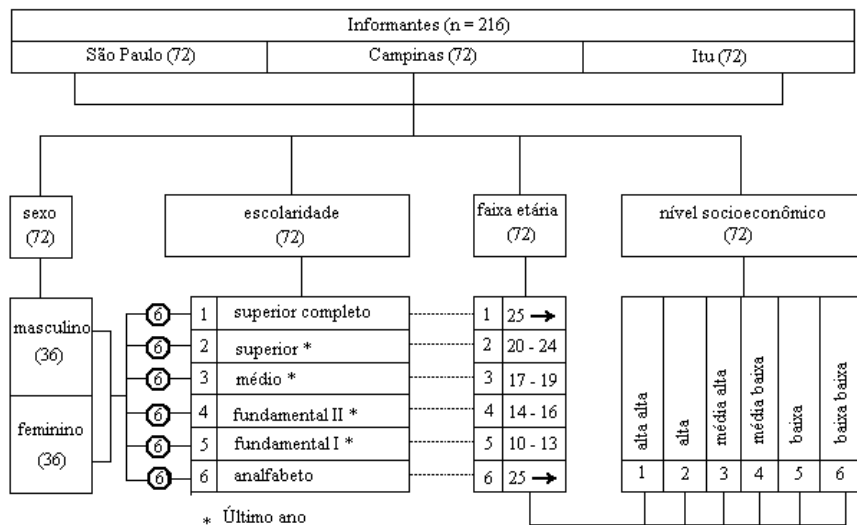 Informantes (n = 216)
São Paulo (72) Campinas (72) Itu (72)
sexo
(72)
escolaridade
(72)
faixa etária
(72)
nível socioeconômico
(72)
masculino
(36)
feminino
(36)
6 1 superior completo 1 25 →
6 2 superior * 2 20 - 24
6 3 médio * 3 17 - 19
6 4 fundamental II * 4 14 - 16
6 5 fundamental I * 5 10 - 13
6 6 analfabeto 6 25 →
* Último ano
alta alta
alta
média alta
média baixa
baixa
baixa baixa
1 2 3 4 5 6